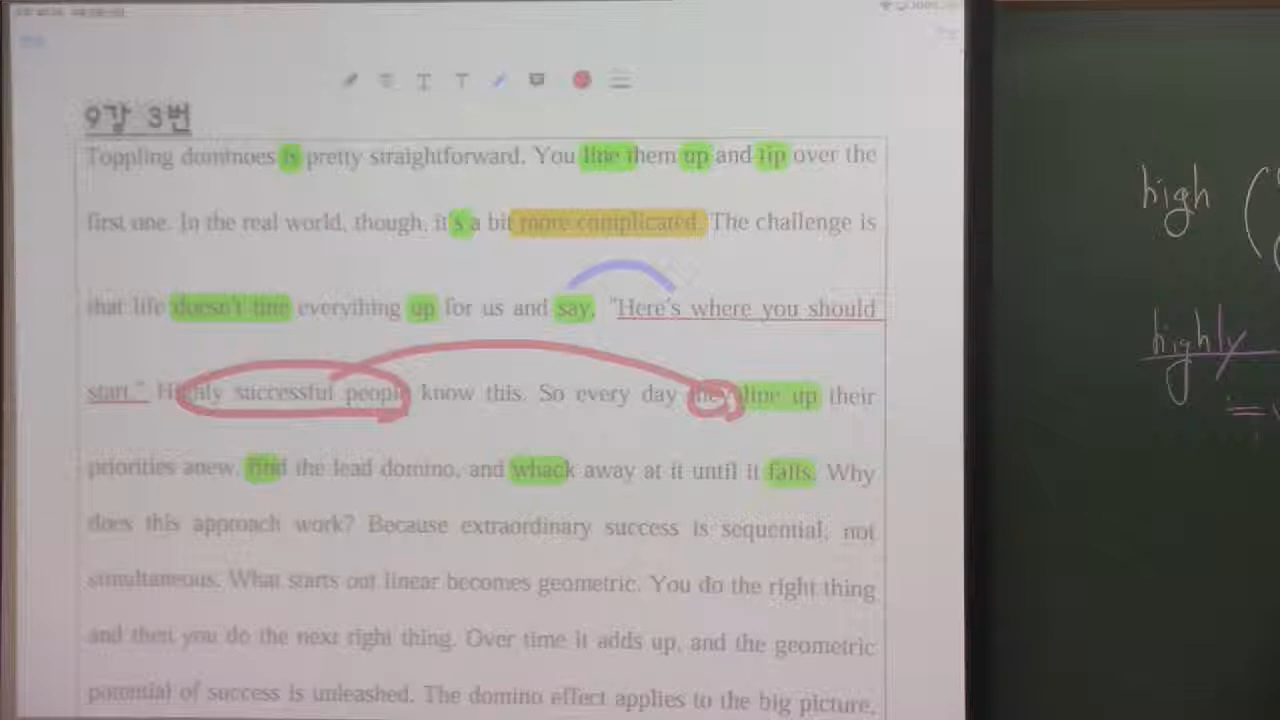 9강 3번
Toppling dominoes is pretty straightforward. You line them up and tip over the
first one. In the real world, though, it's a bit more complicated. The challenge is
that life doesn't line everything up for us and say, "Here's where you should
start." Highly successful people know this. So every day they line up their
priorities anew, find the lead domino, and whack away at it until it falls. Why
does this approach work? Because extraordinary success is sequential, not
simultaneous. What starts out linear becomes geometric. You do the right thing
and then you do the next right thing. Over time it adds up, and the geometric
potential of success is unleashed. The domino effect applies to the big picture,
high (
highly
=